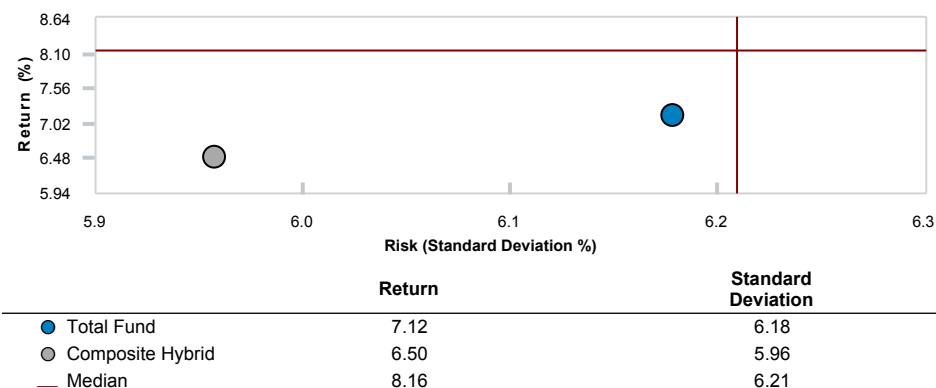 8.64
8.10
7.56
7.02
6.48
5.94
Return (%)
5.9 6.0 6.1 6.2 6.3
Risk (Standard Deviation %)
Return Standard Deviation
Total Fund 7.12 6.18
Composite Hybrid 6.50 5.96
Median 8.16 6.21